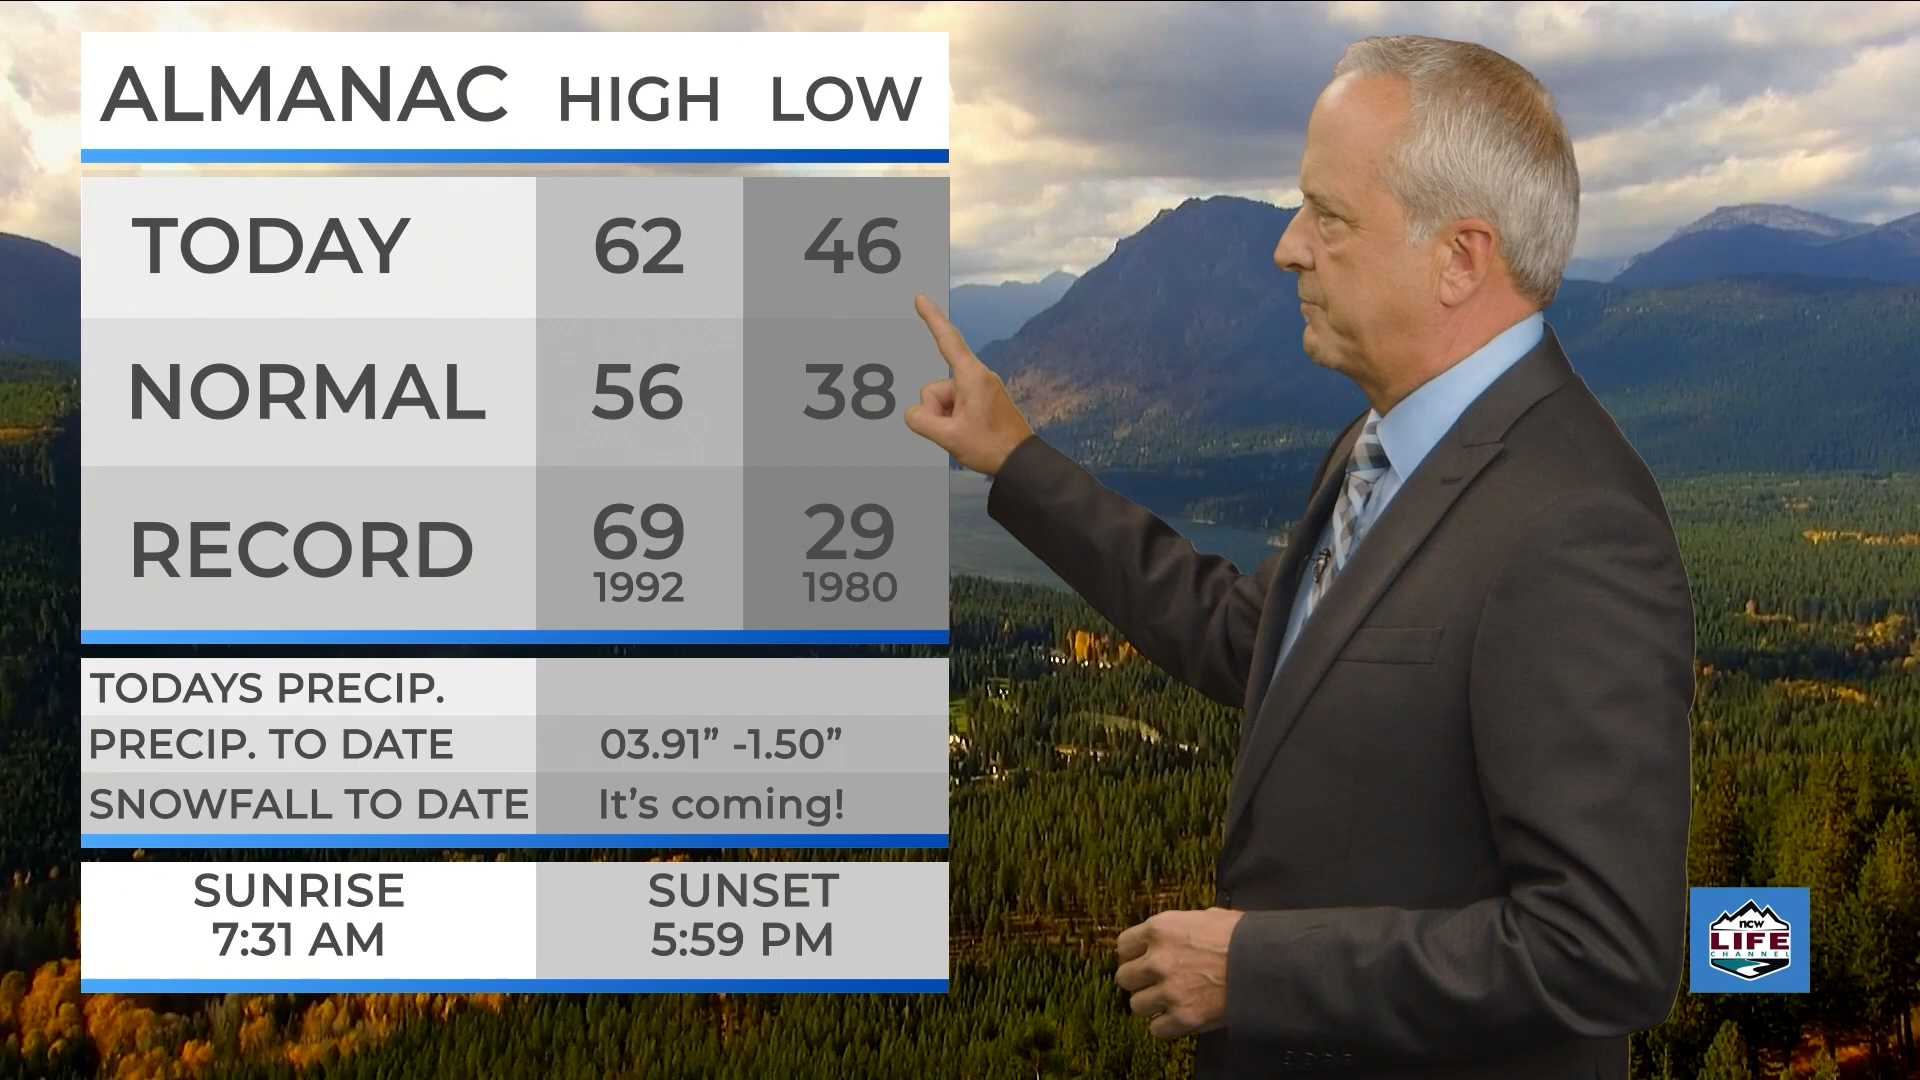 ALMANAC HIGH LOW
TODAY 62 46
NORMAL 56 38
RECORD 69 29
1992 1980
TODAYS PRECIP.
PRECIP. TO DATE 03.91” -1.50”
SNOWFALL TO DATE It’s coming!
SUNRISE SUNSET
7:31 AM 5:59 PM
ncw
LIFE
CHANNEL